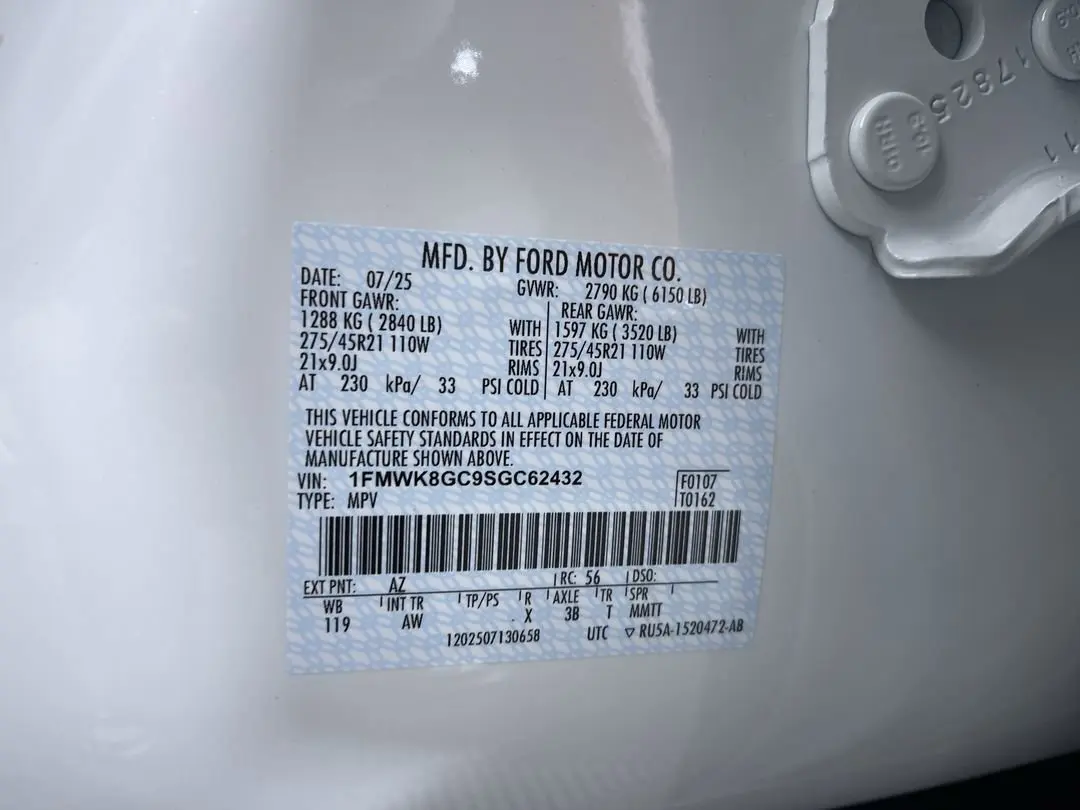 17825
11
MFD. BY FORD MOTOR CO.
DATE: 07/25 GVWR: 2790 KG ( 6150 LB)
FRONT GAWR: REAR GAWR:
1288 KG ( 2840 LB) WITH 1597 KG ( 3520 LB) WITH
275/45R21 110W TIRES 275/45R21 110W TIRES
21x9.0J RIMS 21x9.0J RIMS
AT 230 kPa/ 33 PSI COLD AT 230 kPa/ 33 PSI COLD
THIS VEHICLE CONFORMS TO ALL APPLICABLE FEDERAL MOTOR
VEHICLE SAFETY STANDARDS IN EFFECT ON THE DATE OF
MANUFACTURE SHOWN ABOVE.
VIN: 1FMWK8GC9SGC62432 F0107
TYPE: MPV T0162
EXT PNT: AZ RC: 56 DSO:
WB INT TR TP/PS R AXLE TR SPR
119 AW X 3B T MMTT
1202507130658 UTC ▽ RU5A-1520472-AB